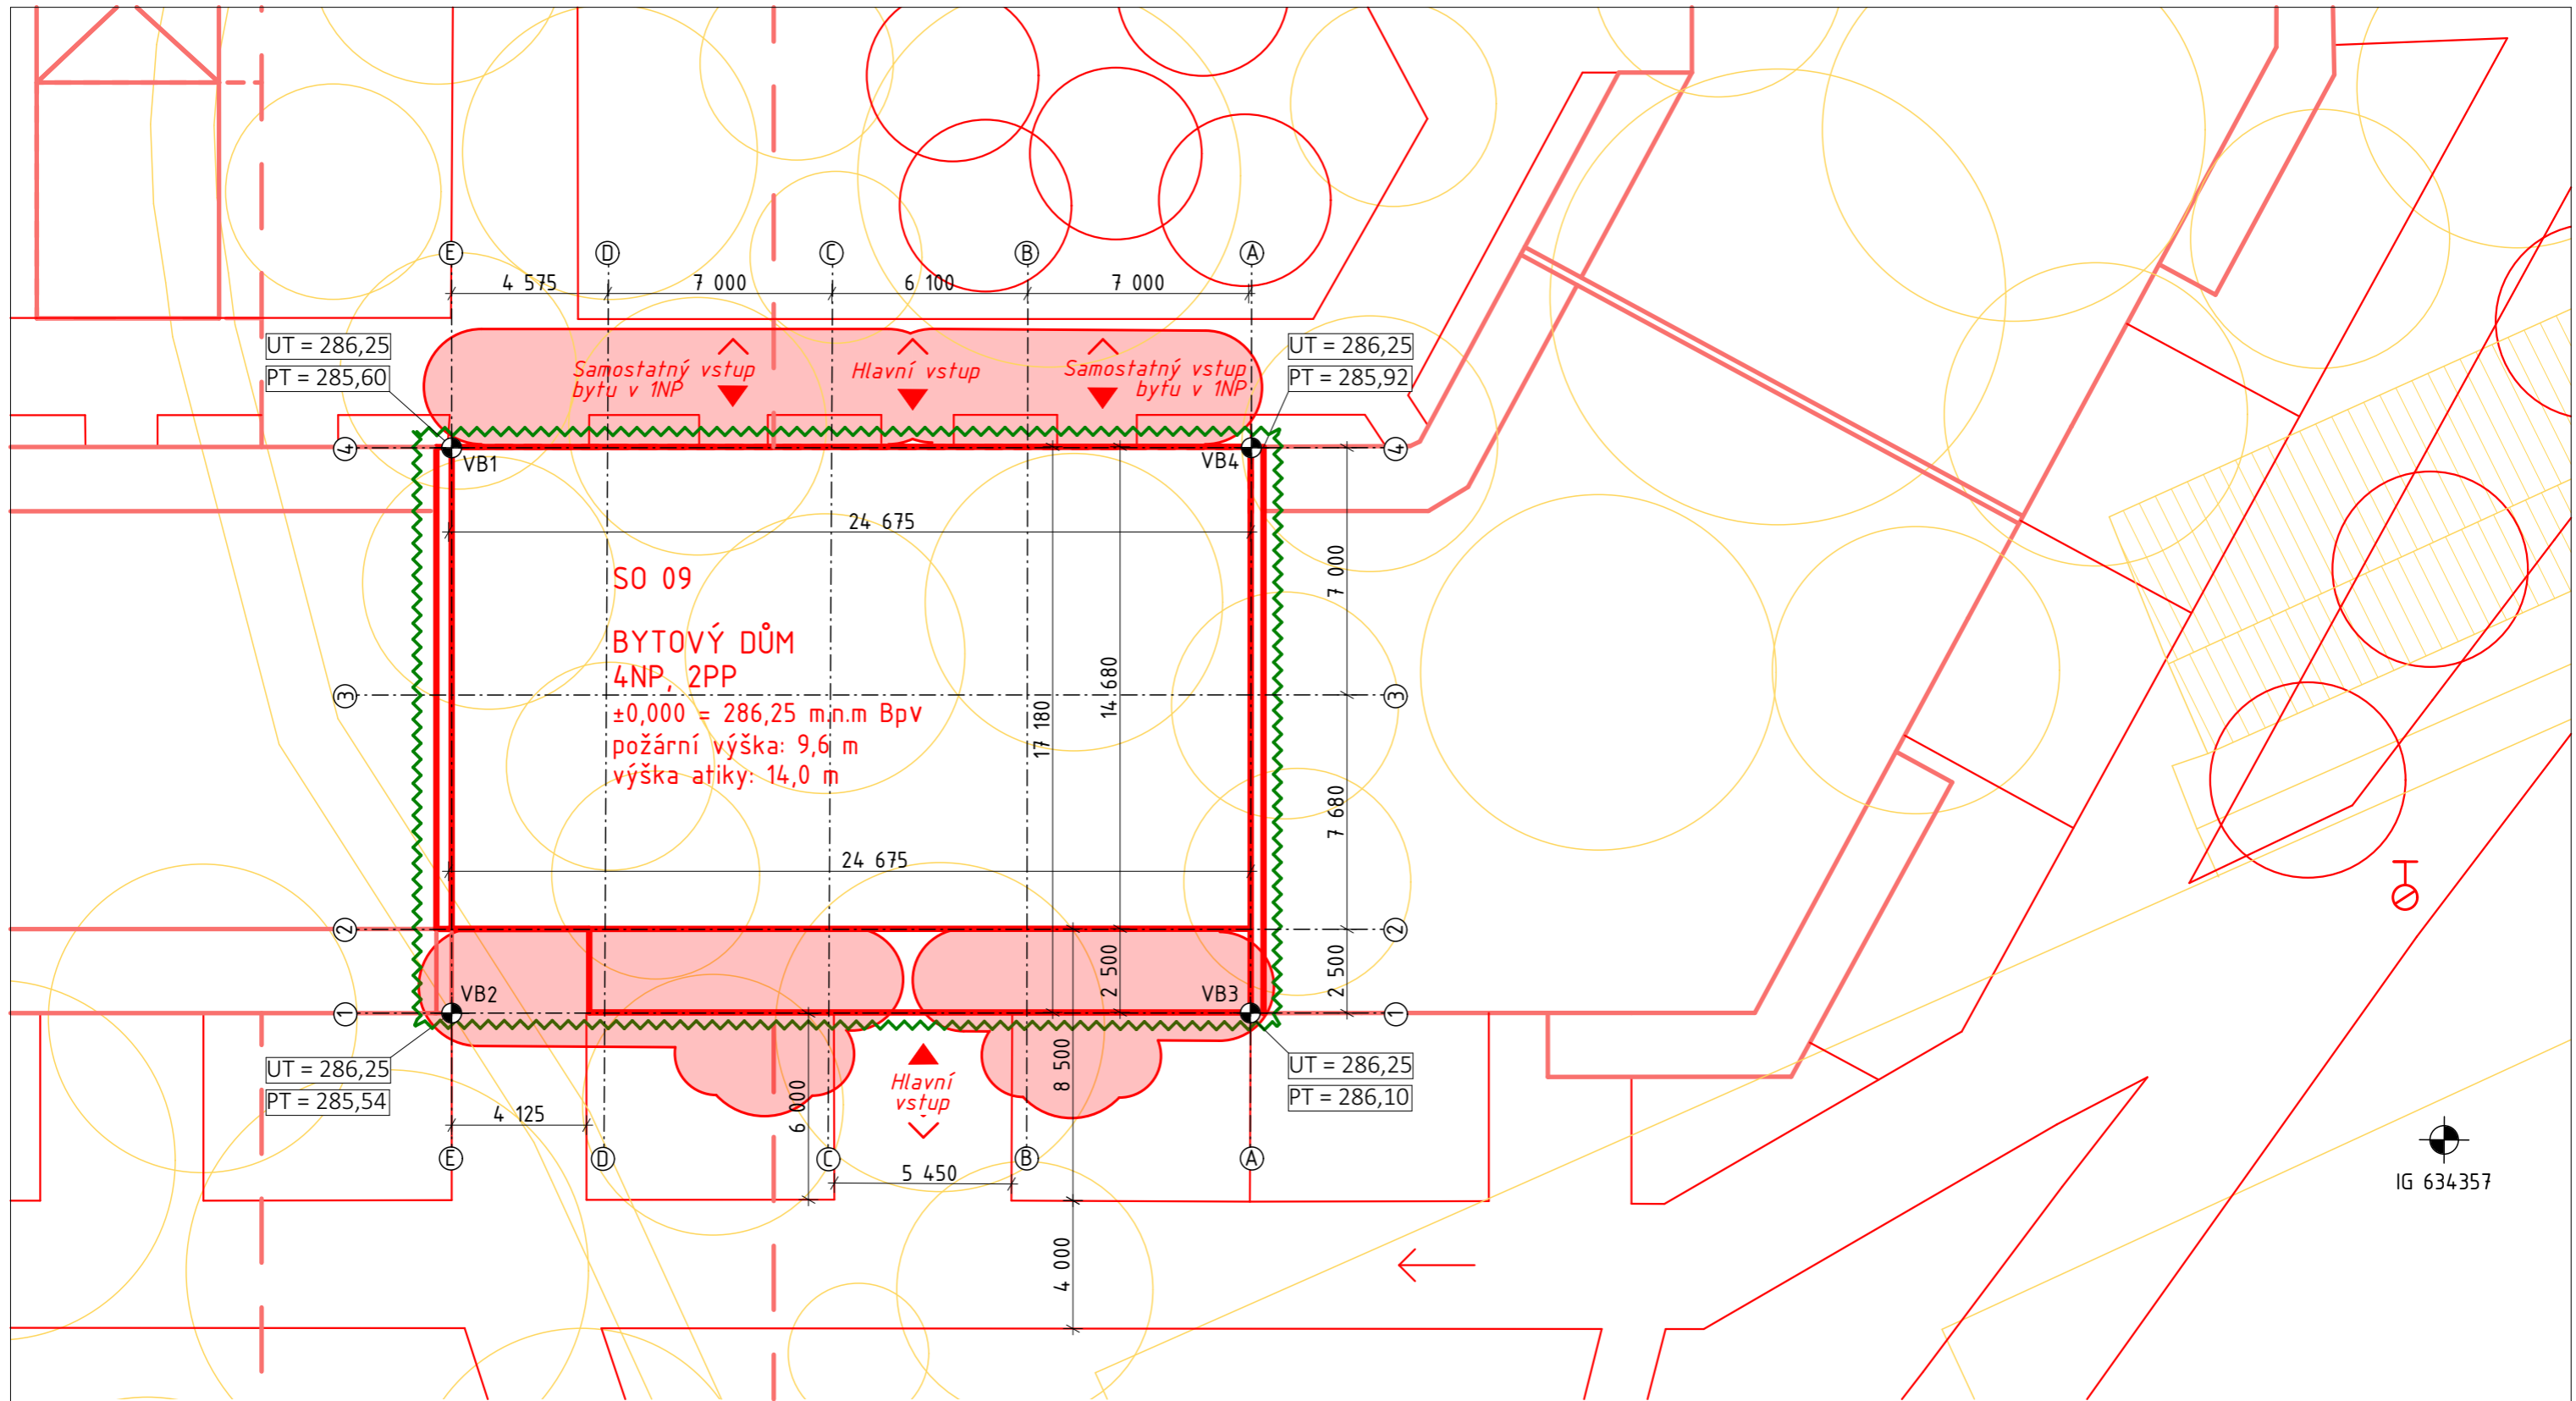 E
D
C
B
A
4 575
7 000
6 100
7 000
UT = 286,25
PT = 285,60
UT = 286,25
PT = 285,92
Samostatný vstup
bytu v 1NP
Hlavní vstup
Samostatný vstup
bytu v 1NP
4
4
VB1
VB4
24 675
7 000
SO 09
BYTOVÝ DŮM
4NP, 2PP
±0,000 = 286,25 m.n.m Bpv
požární výška: 9,6 m
výška atiky: 14,0 m
3
3
17 180
14 680
7 680
24 675
2
2
2 500
2 500
VB2
VB3
1
1
UT = 286,25
PT = 285,54
Hlavní
vstup
UT = 286,25
PT = 286,10
4 125
6 000
8 500
E
D
C
B
A
5 450
4 000
IG 634357